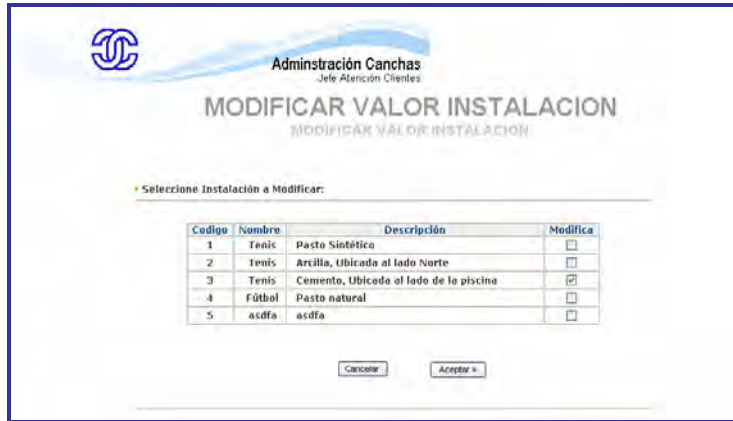 Adminstración Canchas
Jefe Atención Clientes
MODIFICAR VALOR INSTALACION
MODIFICAR VALOR INSTALACION
Seleccione Instalación a Modificar:
Codigo Nombre Descripción Modifica
1 Tenis Pasto Sintético
2 Tenis Arcilla, Ubicada al lado Norte
3 Tenis Cemento, Ubicada al lado de la piscina
4 Fútbol Pasto natural
5 asdfa asdfa
Cancelar Aceptar »